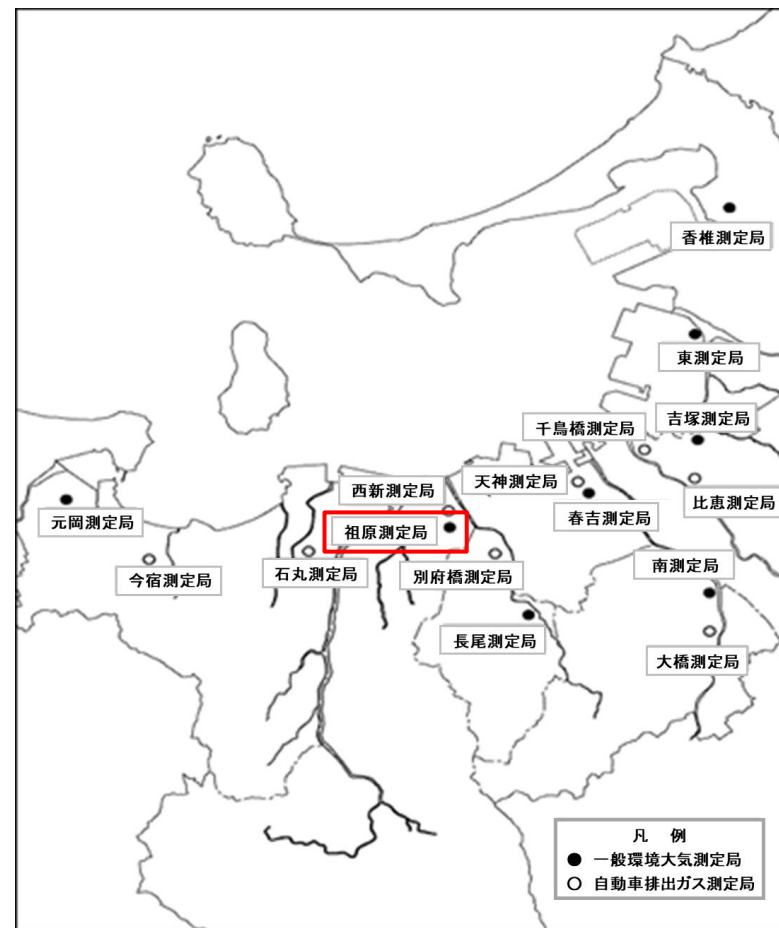 香椎測定局
東測定局
吉塚測定局
千鳥橋測定局
天神測定局
西新測定局
比恵測定局
春吉測定局
元岡測定局
祖原測定局
今宿測定局
石丸測定局
別府橋測定局
南測定局
長尾測定局
大橋測定局
凡 例
● 一般環境大気測定局
○ 自動車排出ガス測定局